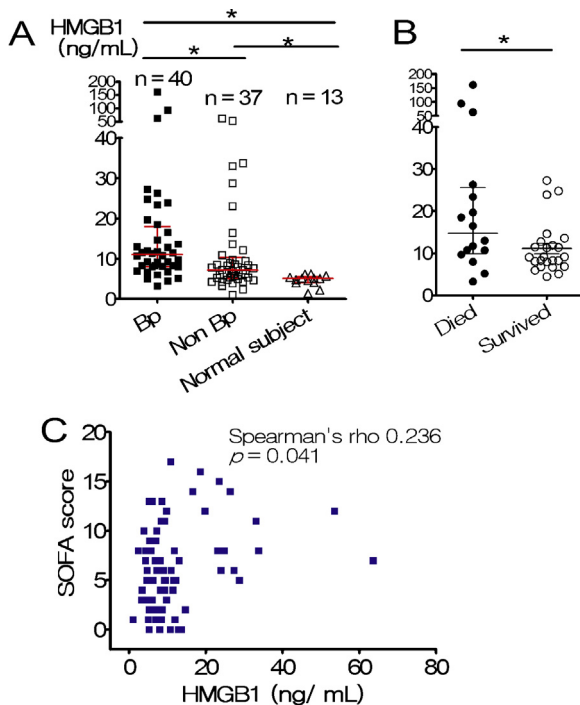 A
HMGB1
(ng/mL)
*
*
*
n = 40
n = 37
n = 13
200
150
100
50
40
30
20
10
0
Bp
Non Bp
Normal subject
B
*
200
150
100
50
40
30
20
10
0
Died
Survived
C
Spearman's rho 0.236
p = 0.041
SOFA score
20
15
10
5
0
0
20
40
60
80
HMGB1 (ng/ mL)